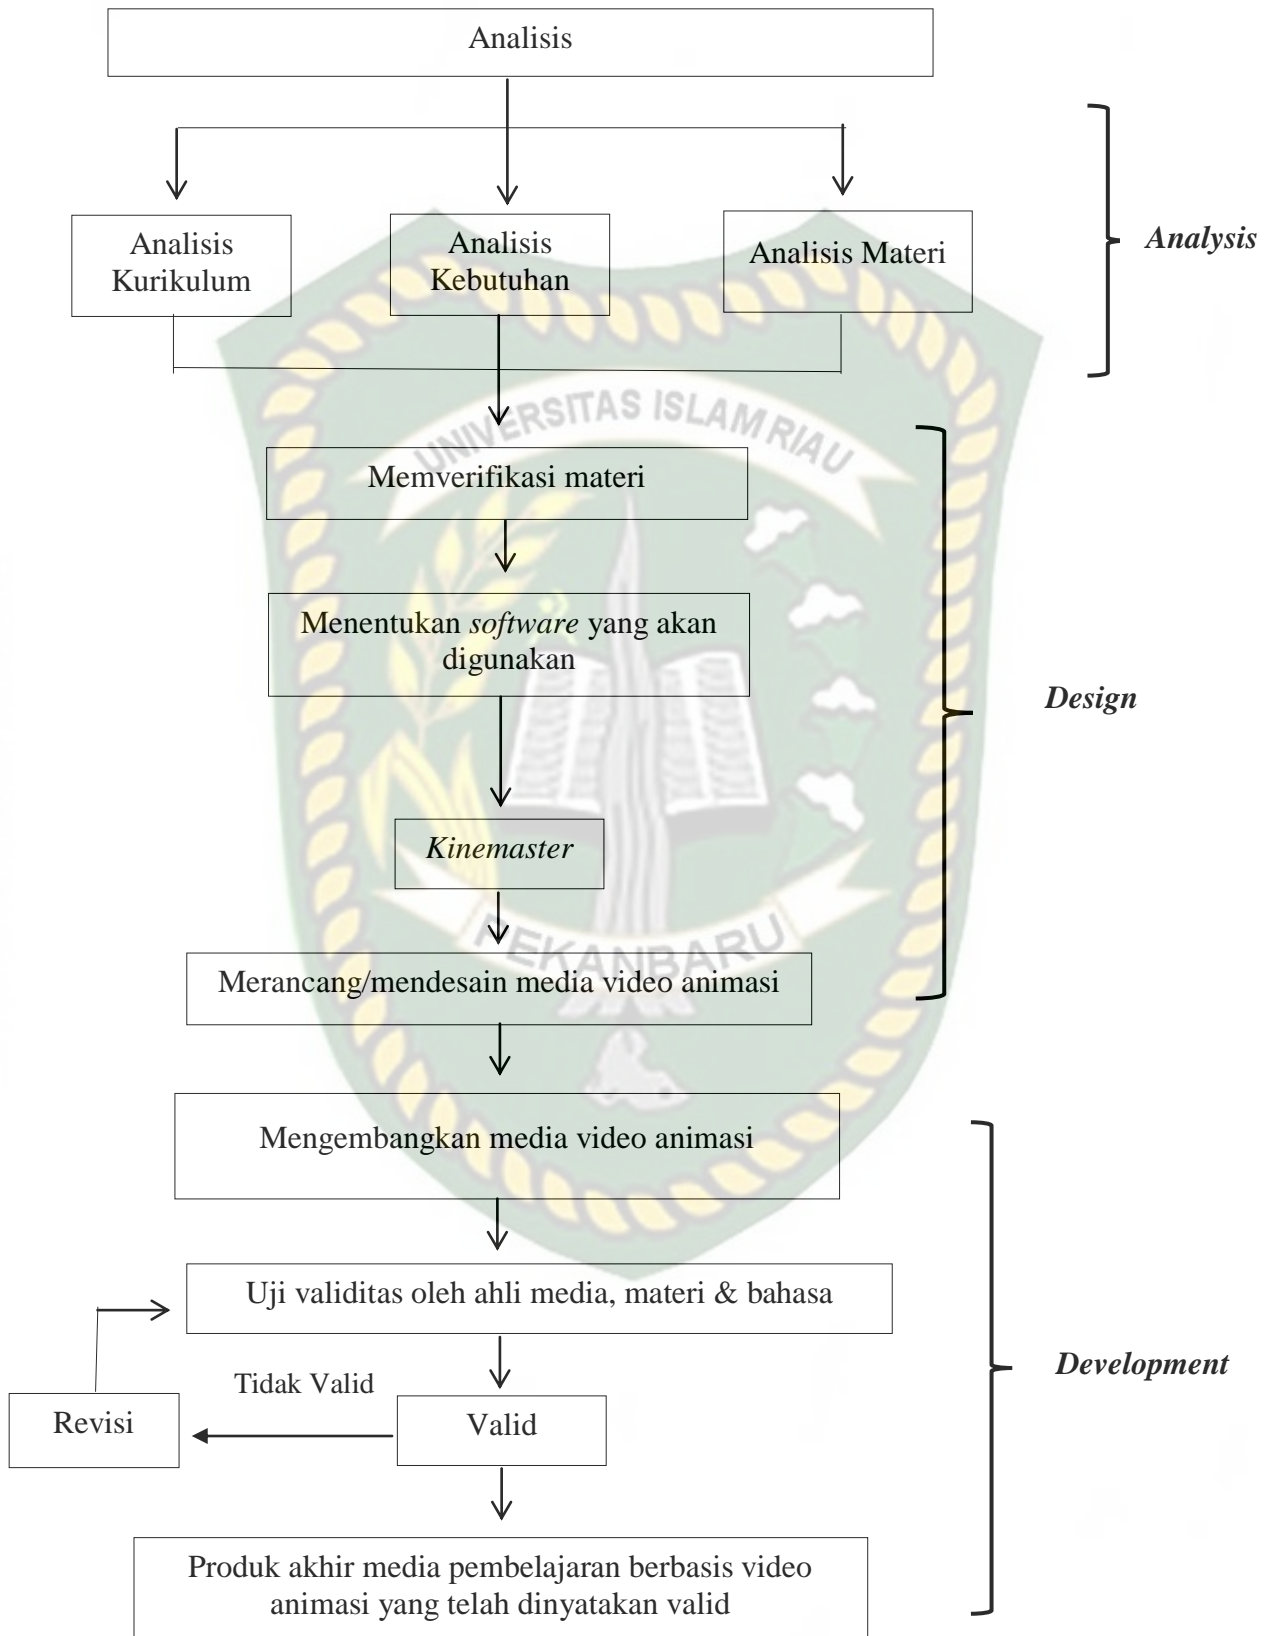 Analisis
Analisis
Kurikulum
Analisis
Kebutuhan
Analisis Materi
Analysis
UNIVERSITAS ISLAM RIAU
Memverifikasi materi
Menentukan software yang akan
digunakan
Design
Kinemaster
PEKANBARU
Merancang/mendesain media video animasi
Mengembangkan media video animasi
Uji validitas oleh ahli media, materi & bahasa
Development
Tidak Valid
Revisi
Valid
Produk akhir media pembelajaran berbasis video
animasi yang telah dinyatakan valid